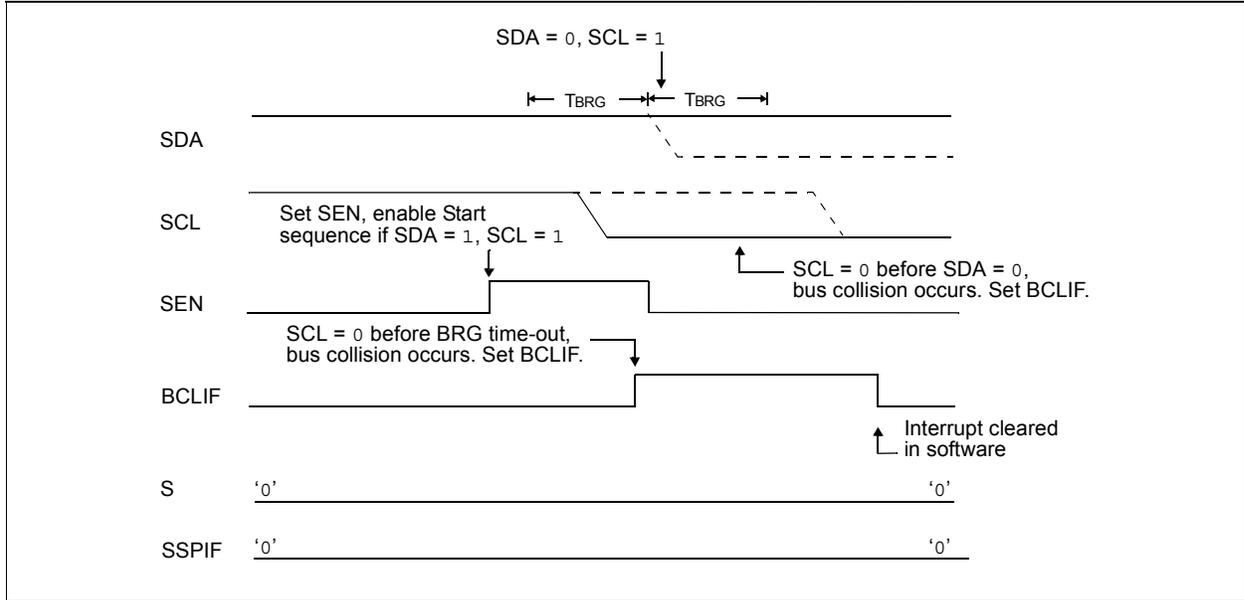 SDA = 0, SCL = 1
TBRG TBRG
SDA
SCL
Set SEN, enable Start
sequence if SDA = 1, SCL = 1
SCL = 0 before SDA = 0,
bus collision occurs. Set BCLIF.
SEN
SCL = 0 before BRG time-out,
bus collision occurs. Set BCLIF.
BCLIF
Interrupt cleared
in software
S ‘0’ ‘0’
SSPIF ‘0’ ‘0’